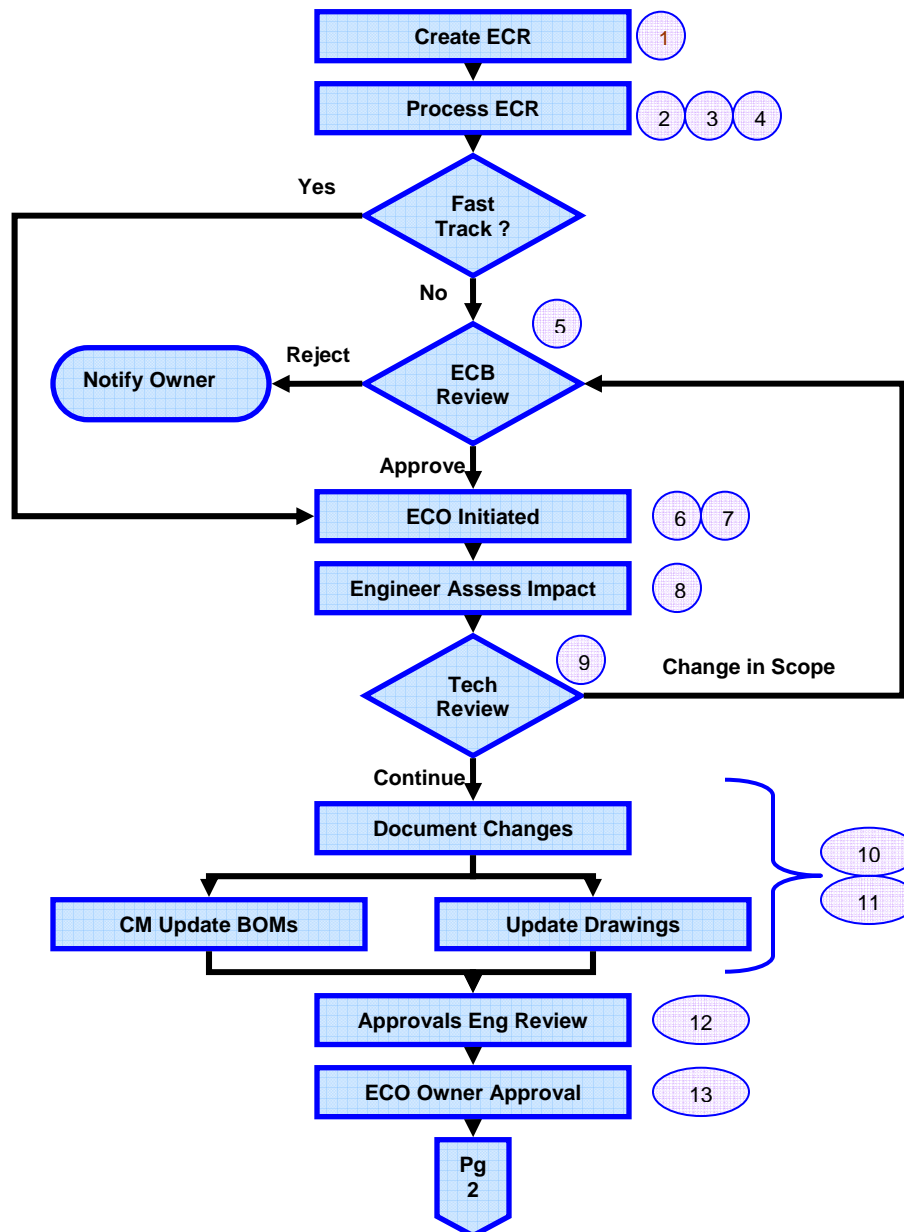 Create ECR
1
Process ECR
2 3 4
Yes
Fast
Track ?
No
5
Reject
Notify Owner
ECB
Review
Approve
ECO Initiated
6 7
Engineer Assess Impact
8
9
Change in Scope
Tech
Review
Continue
Document Changes
10
11
CM Update BOMs
Update Drawings
Approvals Eng Review
12
ECO Owner Approval
13
Pg
2